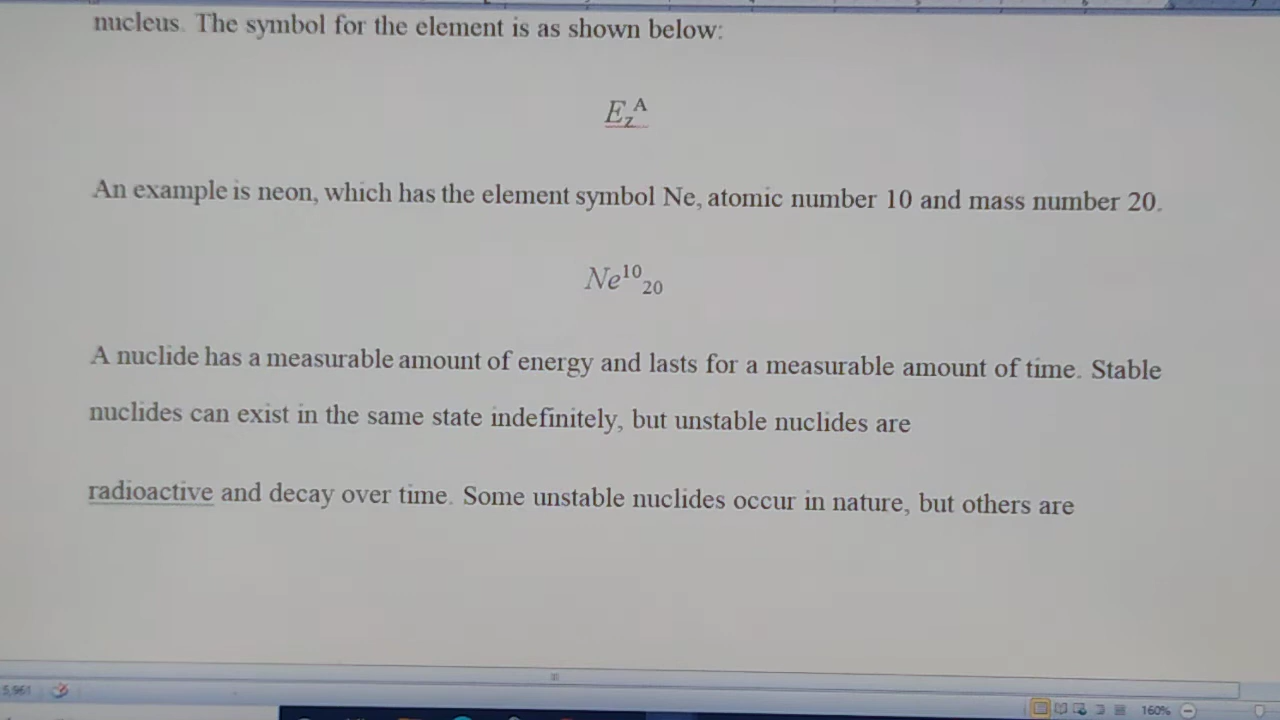 nucleus. The symbol for the element is as shown below:
E_z^A
An example is neon, which has the element symbol Ne, atomic number 10 and mass number 20.
Ne^10_20
A nuclide has a measurable amount of energy and lasts for a measurable amount of time. Stable
nuclides can exist in the same state indefinitely, but unstable nuclides are
radioactive and decay over time. Some unstable nuclides occur in nature, but others are
5,961
160%